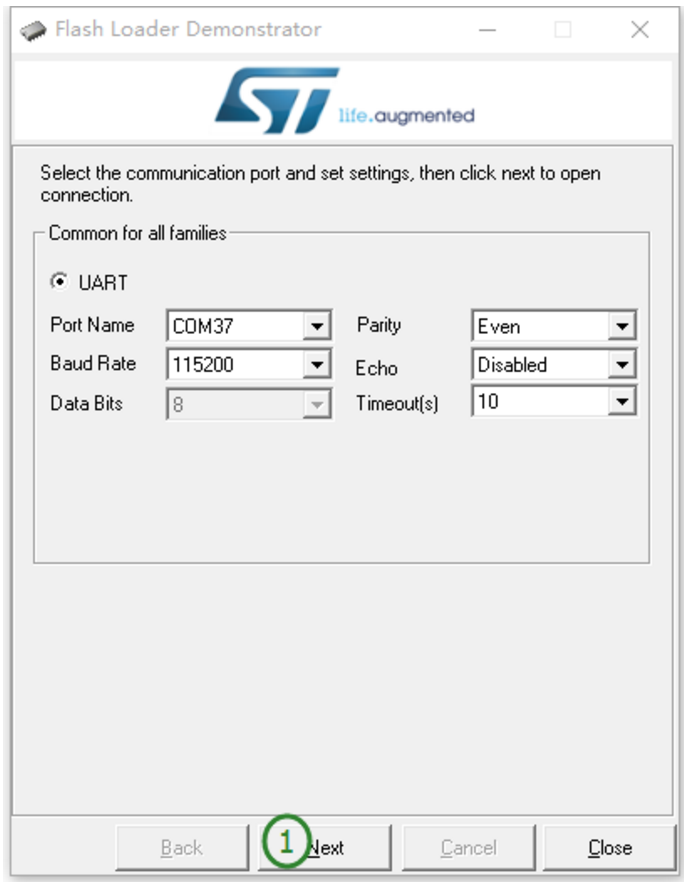 Flash Loader Demonstrator
ST life.augmented
Select the communication port and set settings, then click next to open
connection.
Common for all families
UART
Port Name COM37 Parity Even
Baud Rate 115200 Echo Disabled
Data Bits 8 Timeout(s) 10
Back 1 Next Cancel Close